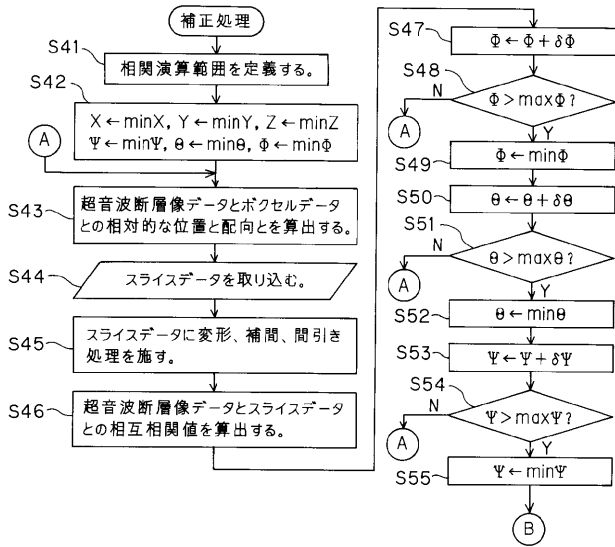 補正処理
S41
相関演算範囲を定義する。
S42
X←minX, Y←minY, Z←minZ
Ψ←minΨ, Θ←minΘ, Φ←minΦ
A
S43
超音波断層像データとボクセルデータ
との相対的な位置と配向とを算出する。
S44
スライスデータを取り込む。
S45
スライスデータに変形、補間、間引き
処理を施す。
S46
超音波断層像データとスライスデータ
との相互相関値を算出する。
S47
Φ←Φ+δΦ
S48
N
Φ>maxΦ?
A
Y
S49
Φ←minΦ
S50
Θ←Θ+δΘ
S51
N
Θ>maxΘ?
A
Y
S52
Θ←minΘ
S53
Ψ←Ψ+δΨ
S54
N
Ψ>maxΨ?
A
Y
S55
Ψ←minΨ
B